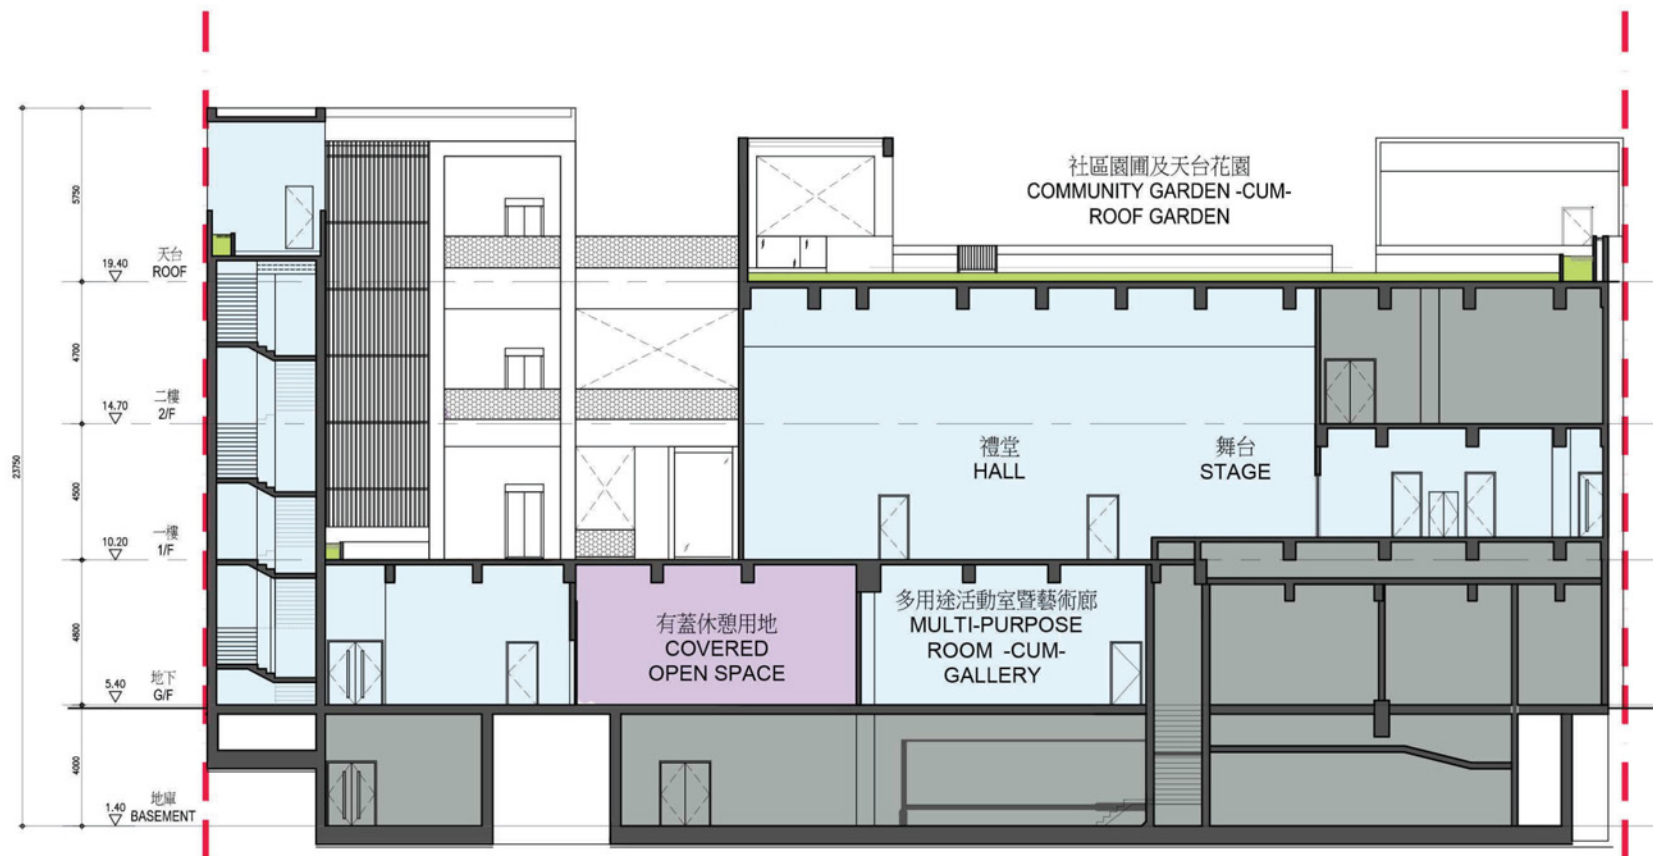 社區園圃及天台花園
COMMUNITY GARDEN -CUM-
ROOF GARDEN
5750
天台
19.40
ROOF
4700
二樓
14.70
2/F
禮堂
HALL
舞台
STAGE
23750
4500
一樓
10.20
1/F
有蓋休憩用地
COVERED
OPEN SPACE
多用途活動室暨藝術廊
MULTI-PURPOSE
ROOM -CUM-
GALLERY
4800
地下
5.40
G/F
4000
地庫
1.40
BASEMENT